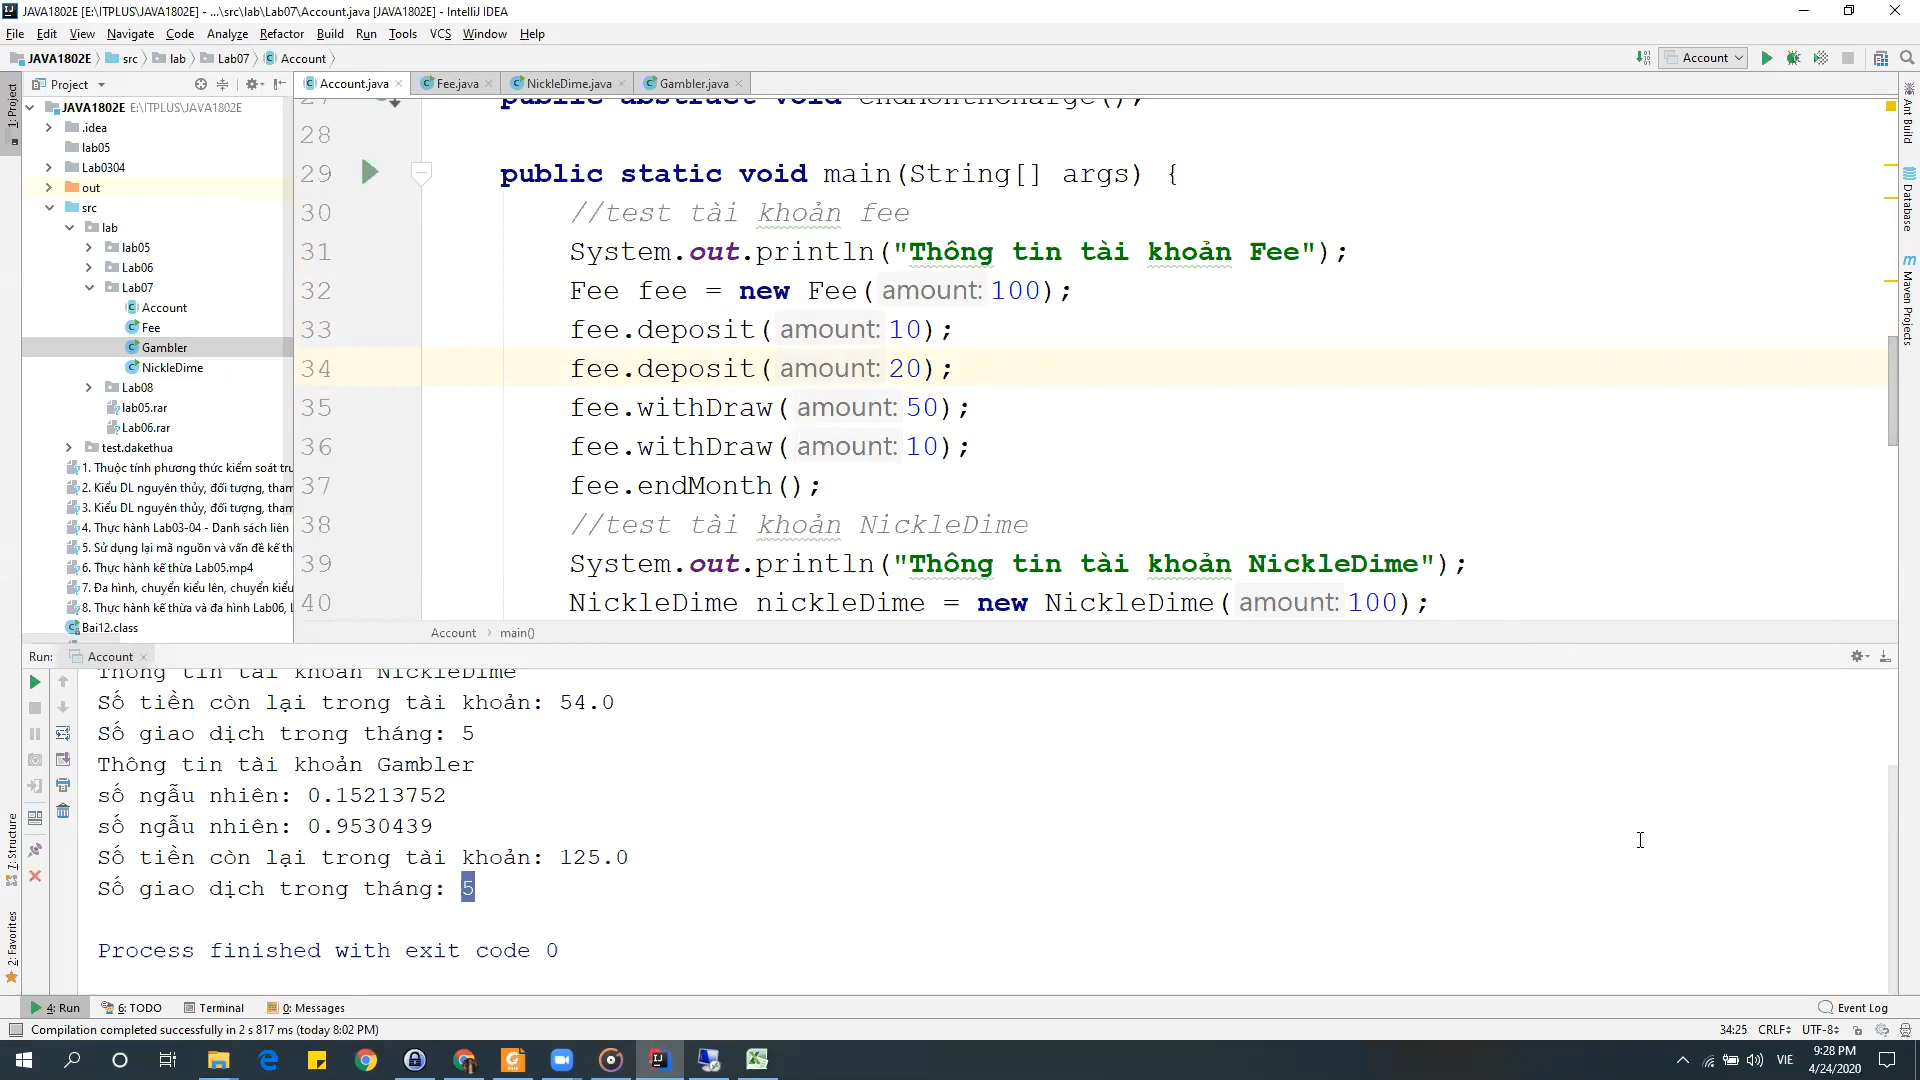 JAVA1802E [E:\ITPLUS\JAVA1802E] - ...\src\lab\Lab07\Account.java [JAVA1802E] - IntelliJ IDEA
File Edit View Navigate Code Analyze Refactor Build Run Tools VCS Window Help
JAVA1802E src lab Lab07 Account
Account
Project
Account.java Fee.java NickleDime.java Gambler.java
1: Project
7: Structure
2: Favorites
Ant Build
Database
Maven Projects
JAVA1802E E:\ITPLUS\JAVA1802E
.idea
lab05
Lab0304
out
src
lab
lab05
Lab06
Lab07
Account
Fee
Gambler
NickleDime
Lab08
lab05.rar
Lab06.rar
test.dakethua
1. Thuộc tính phương thức kiểm soát tru
2. Kiểu DL nguyên thủy, đối tượng, tham
3. Kiểu DL nguyên thủy, đối tượng, tham
4. Thực hành Lab03-04 - Danh sách liên
5. Sử dụng lại mã nguồn và vấn đề kế th
6. Thực hành kế thừa Lab05.mp4
7. Đa hình, chuyển kiểu lên, chuyển kiểu
8. Thực hành kế thừa và đa hình Lab06, L
Bai12.class
27 public abstract void endMonthCharge();
28
29 public static void main(String[] args) {
30 //test tài khoản fee
31 System.out.println("Thông tin tài khoản Fee");
32 Fee fee = new Fee( amount: 100);
33 fee.deposit( amount: 10);
34 fee.deposit( amount: 20);
35 fee.withDraw( amount: 50);
36 fee.withDraw( amount: 10);
37 fee.endMonth();
38 //test tài khoản NickleDime
39 System.out.println("Thông tin tài khoản NickleDime");
40 NickleDime nickleDime = new NickleDime( amount: 100);
Account main()
Run: Account
Thông tin tài khoản NickleDime
Số tiền còn lại trong tài khoản: 54.0
Số giao dịch trong tháng: 5
Thông tin tài khoản Gambler
số ngẫu nhiên: 0.15213752
số ngẫu nhiên: 0.9530439
Số tiền còn lại trong tài khoản: 125.0
Số giao dịch trong tháng: 5
Process finished with exit code 0
4: Run 6: TODO Terminal 0: Messages Event Log
Compilation completed successfully in 2 s 817 ms (today 8:02 PM) 34:25 CRLF UTF-8
VIE
9:28 PM
4/24/2020